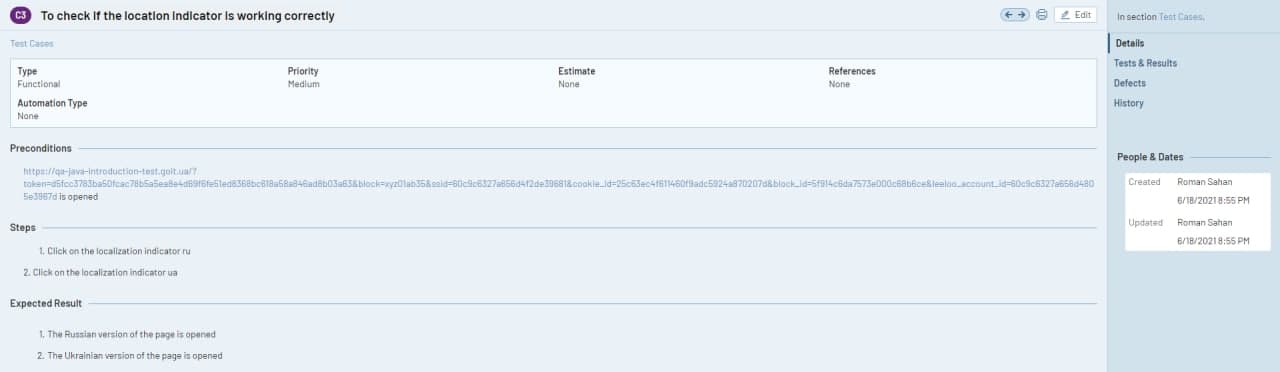 C3 To check if the location indicator is working correctly
Edit
Test Cases
Type Priority Estimate References
Functional Medium None None
Automation Type
None
Preconditions
https://qa-java-introduction-test.goit.ua/?
token=d5fcc3783ba50fcac78b5a5ea8e4d69f6fe51ed8368bc618a58a846ad8b03a63&block=xyz01ab35&ssid=60c9c6327a656d4f2de39681&cookie_id=25c63ec4f611460f9adc5924a870207d&block_id=5f914c6da7573e000c68b6ce&leeloo_account_id=60c9c6327a656d480
5e3967d is opened
Steps
1. Click on the localization indicator ru
2. Click on the localization indicator ua
Expected Result
1. The Russian version of the page is opened
2. The Ukrainian version of the page is opened
In section Test Cases.
Details
Tests & Results
Defects
History
People & Dates
Created Roman Sahan
6/18/2021 8:55 PM
Updated Roman Sahan
6/18/2021 8:55 PM